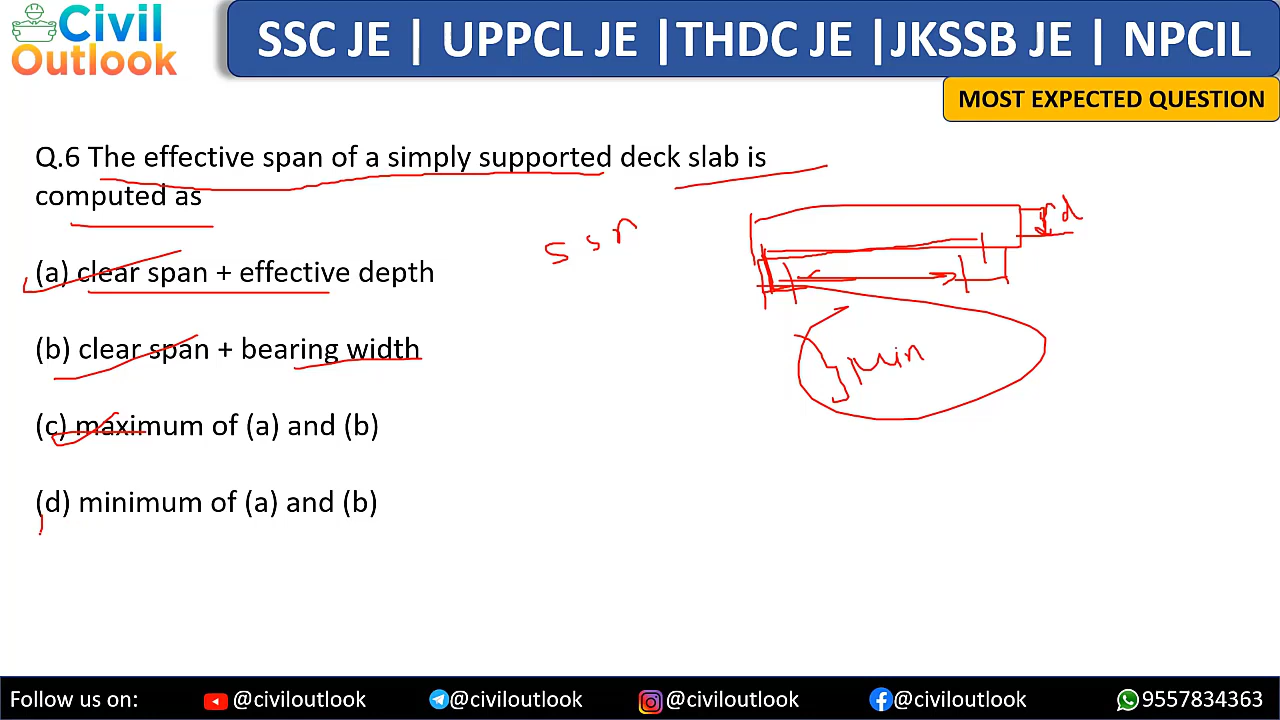 Civil
Outlook
SSC JE | UPPCL JE |THDC JE |JKSSB JE | NPCIL
MOST EXPECTED QUESTION
Q.6 The effective span of a simply supported deck slab is
computed as
(a) clear span + effective depth
(b) clear span + bearing width
(c) maximum of (a) and (b)
(d) minimum of (a) and (b)
d
Min
Follow us on: @civiloutlook @civiloutlook @civiloutlook @civiloutlook 9557834363